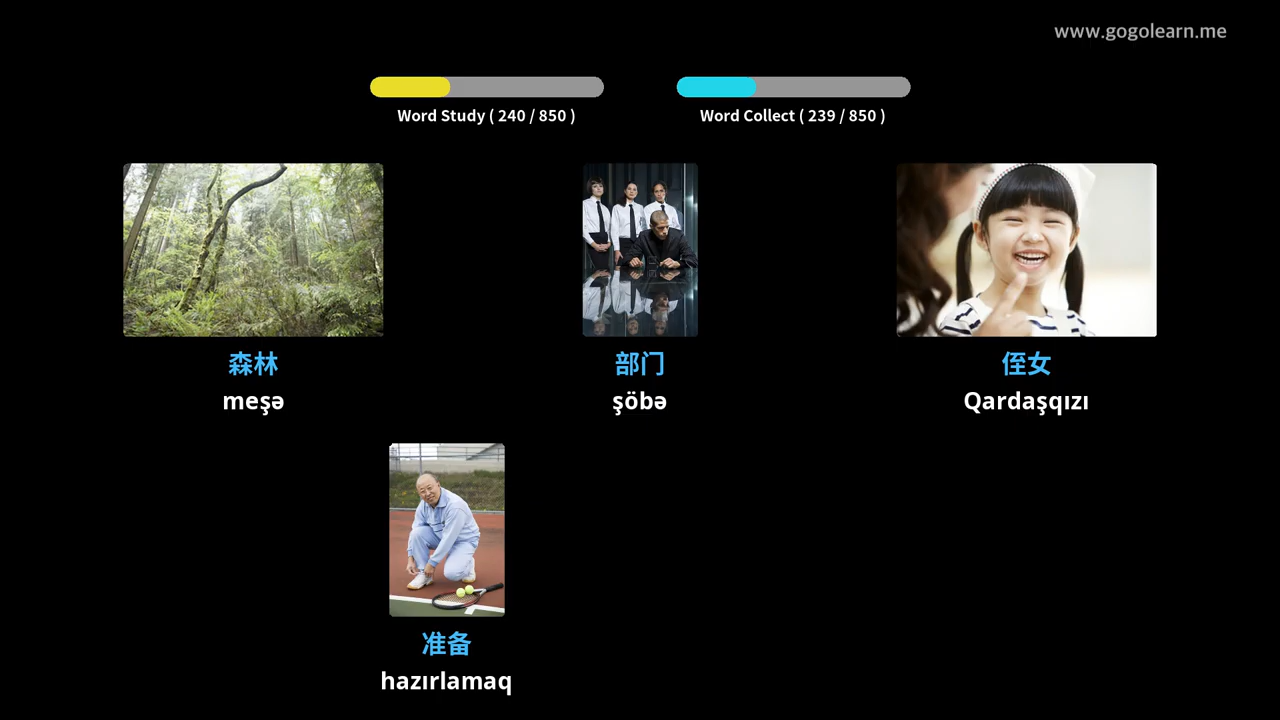 www.gogolearn.me
Word Study ( 240 / 850 )
Word Collect ( 239 / 850 )
森林
meşə
部门
şöbə
侄女
Qardaşqızı
准备
hazırlamaq